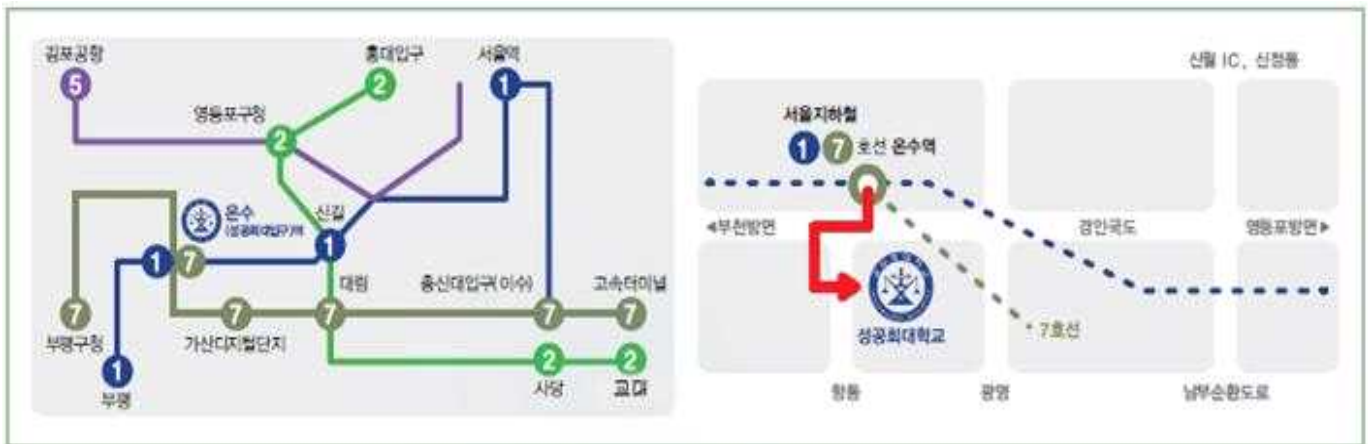 김포공항
홍대입구
서울역
5
2
1
영등포구청
2
온수
(성공회대입구)역
신길
1
7
1
대림
총신대입구(이수)
고속터미널
7
7
7
7
7
부평구청
가산디지털단지
1
2
2
부평
사당
교대
신월 IC, 신정동
서울지하철
1 7 호선 온수역
◀부천방면
경인국도
영등포방면▶
성공회대학교
7호선
항동
광명
남부순환도로